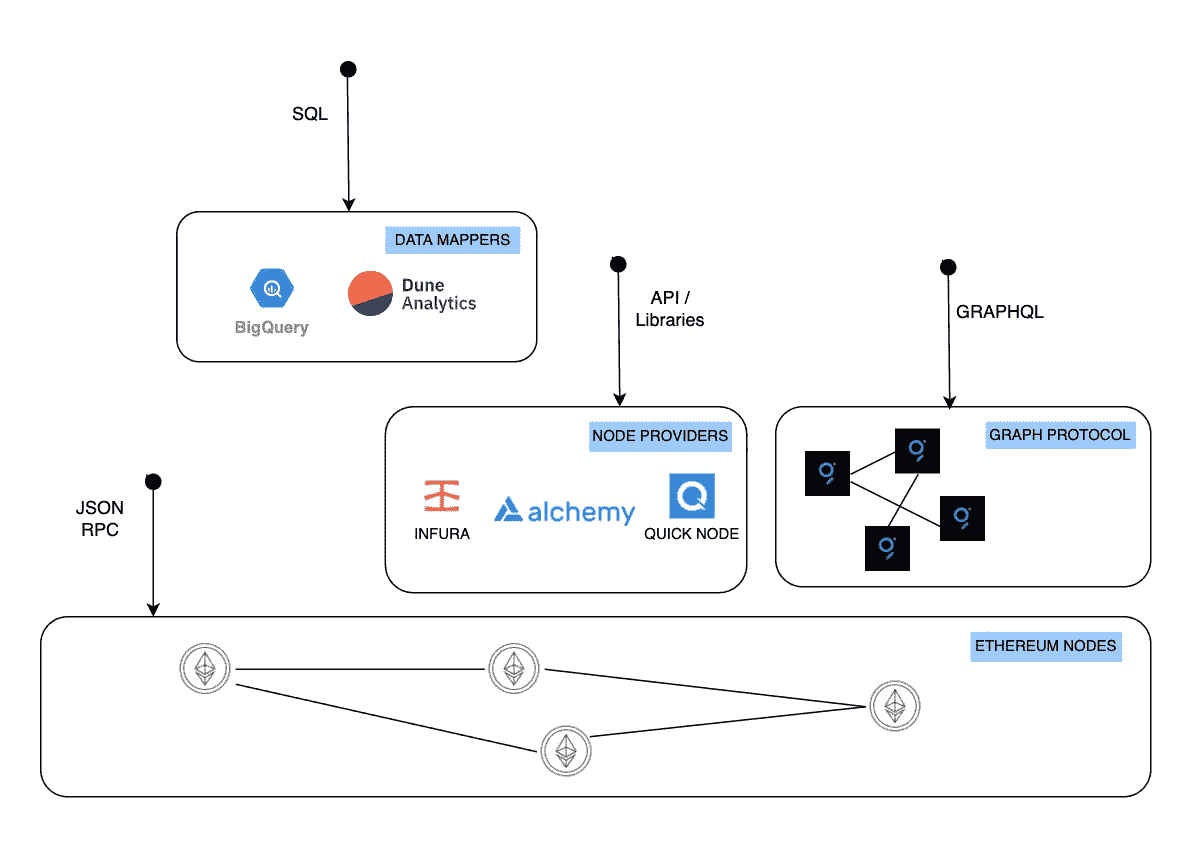 SQL
DATA MAPPERS
BigQuery
Dune
Analytics
API /
Libraries
GRAPHQL
NODE PROVIDERS
INFURA
alchemy
QUICK NODE
GRAPH PROTOCOL
JSON
RPC
ETHEREUM NODES